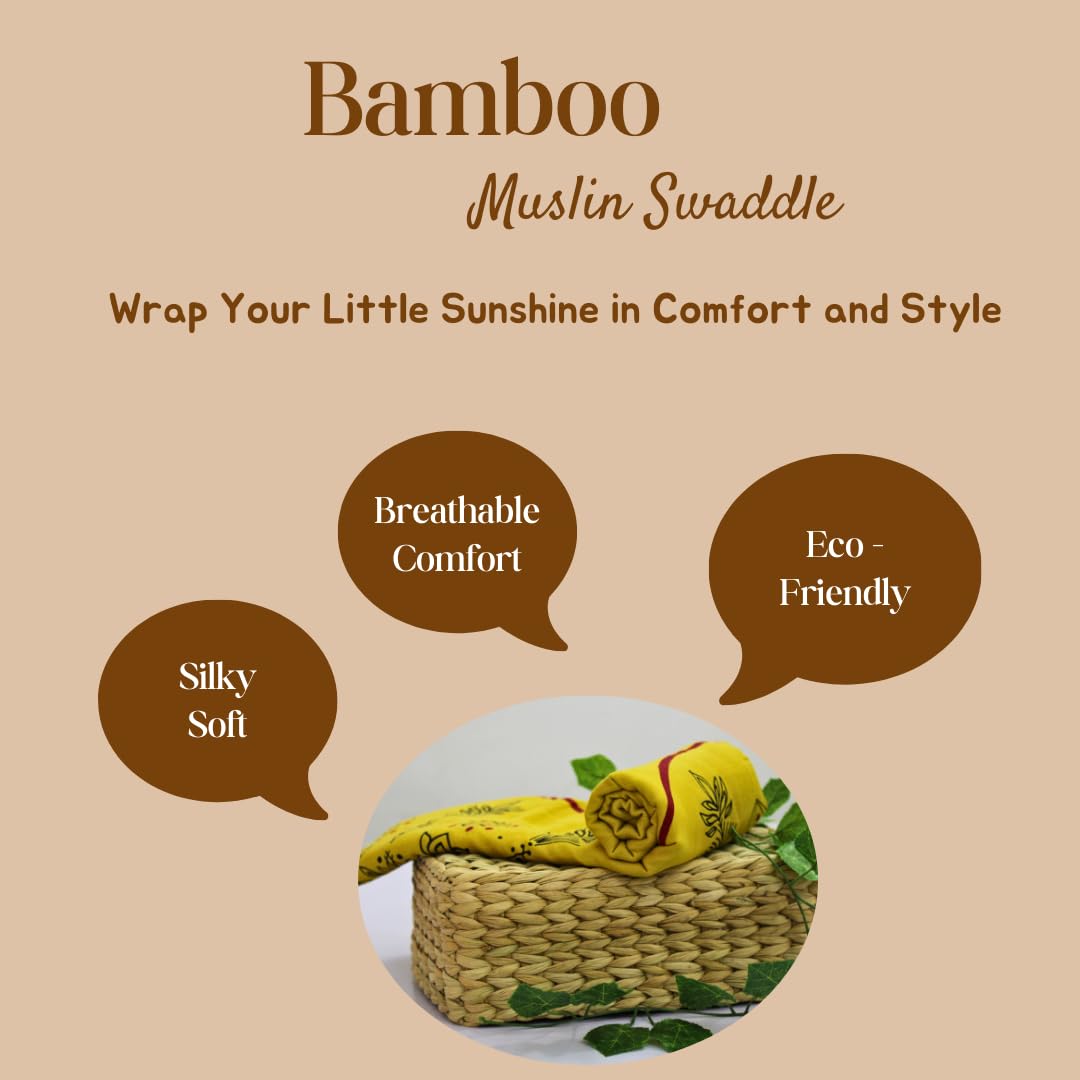 Bamboo
Muslin Swaddle
Wrap Your Little Sunshine in Comfort and Style
Breathable
Comfort
Eco -
Friendly
Silky
Soft